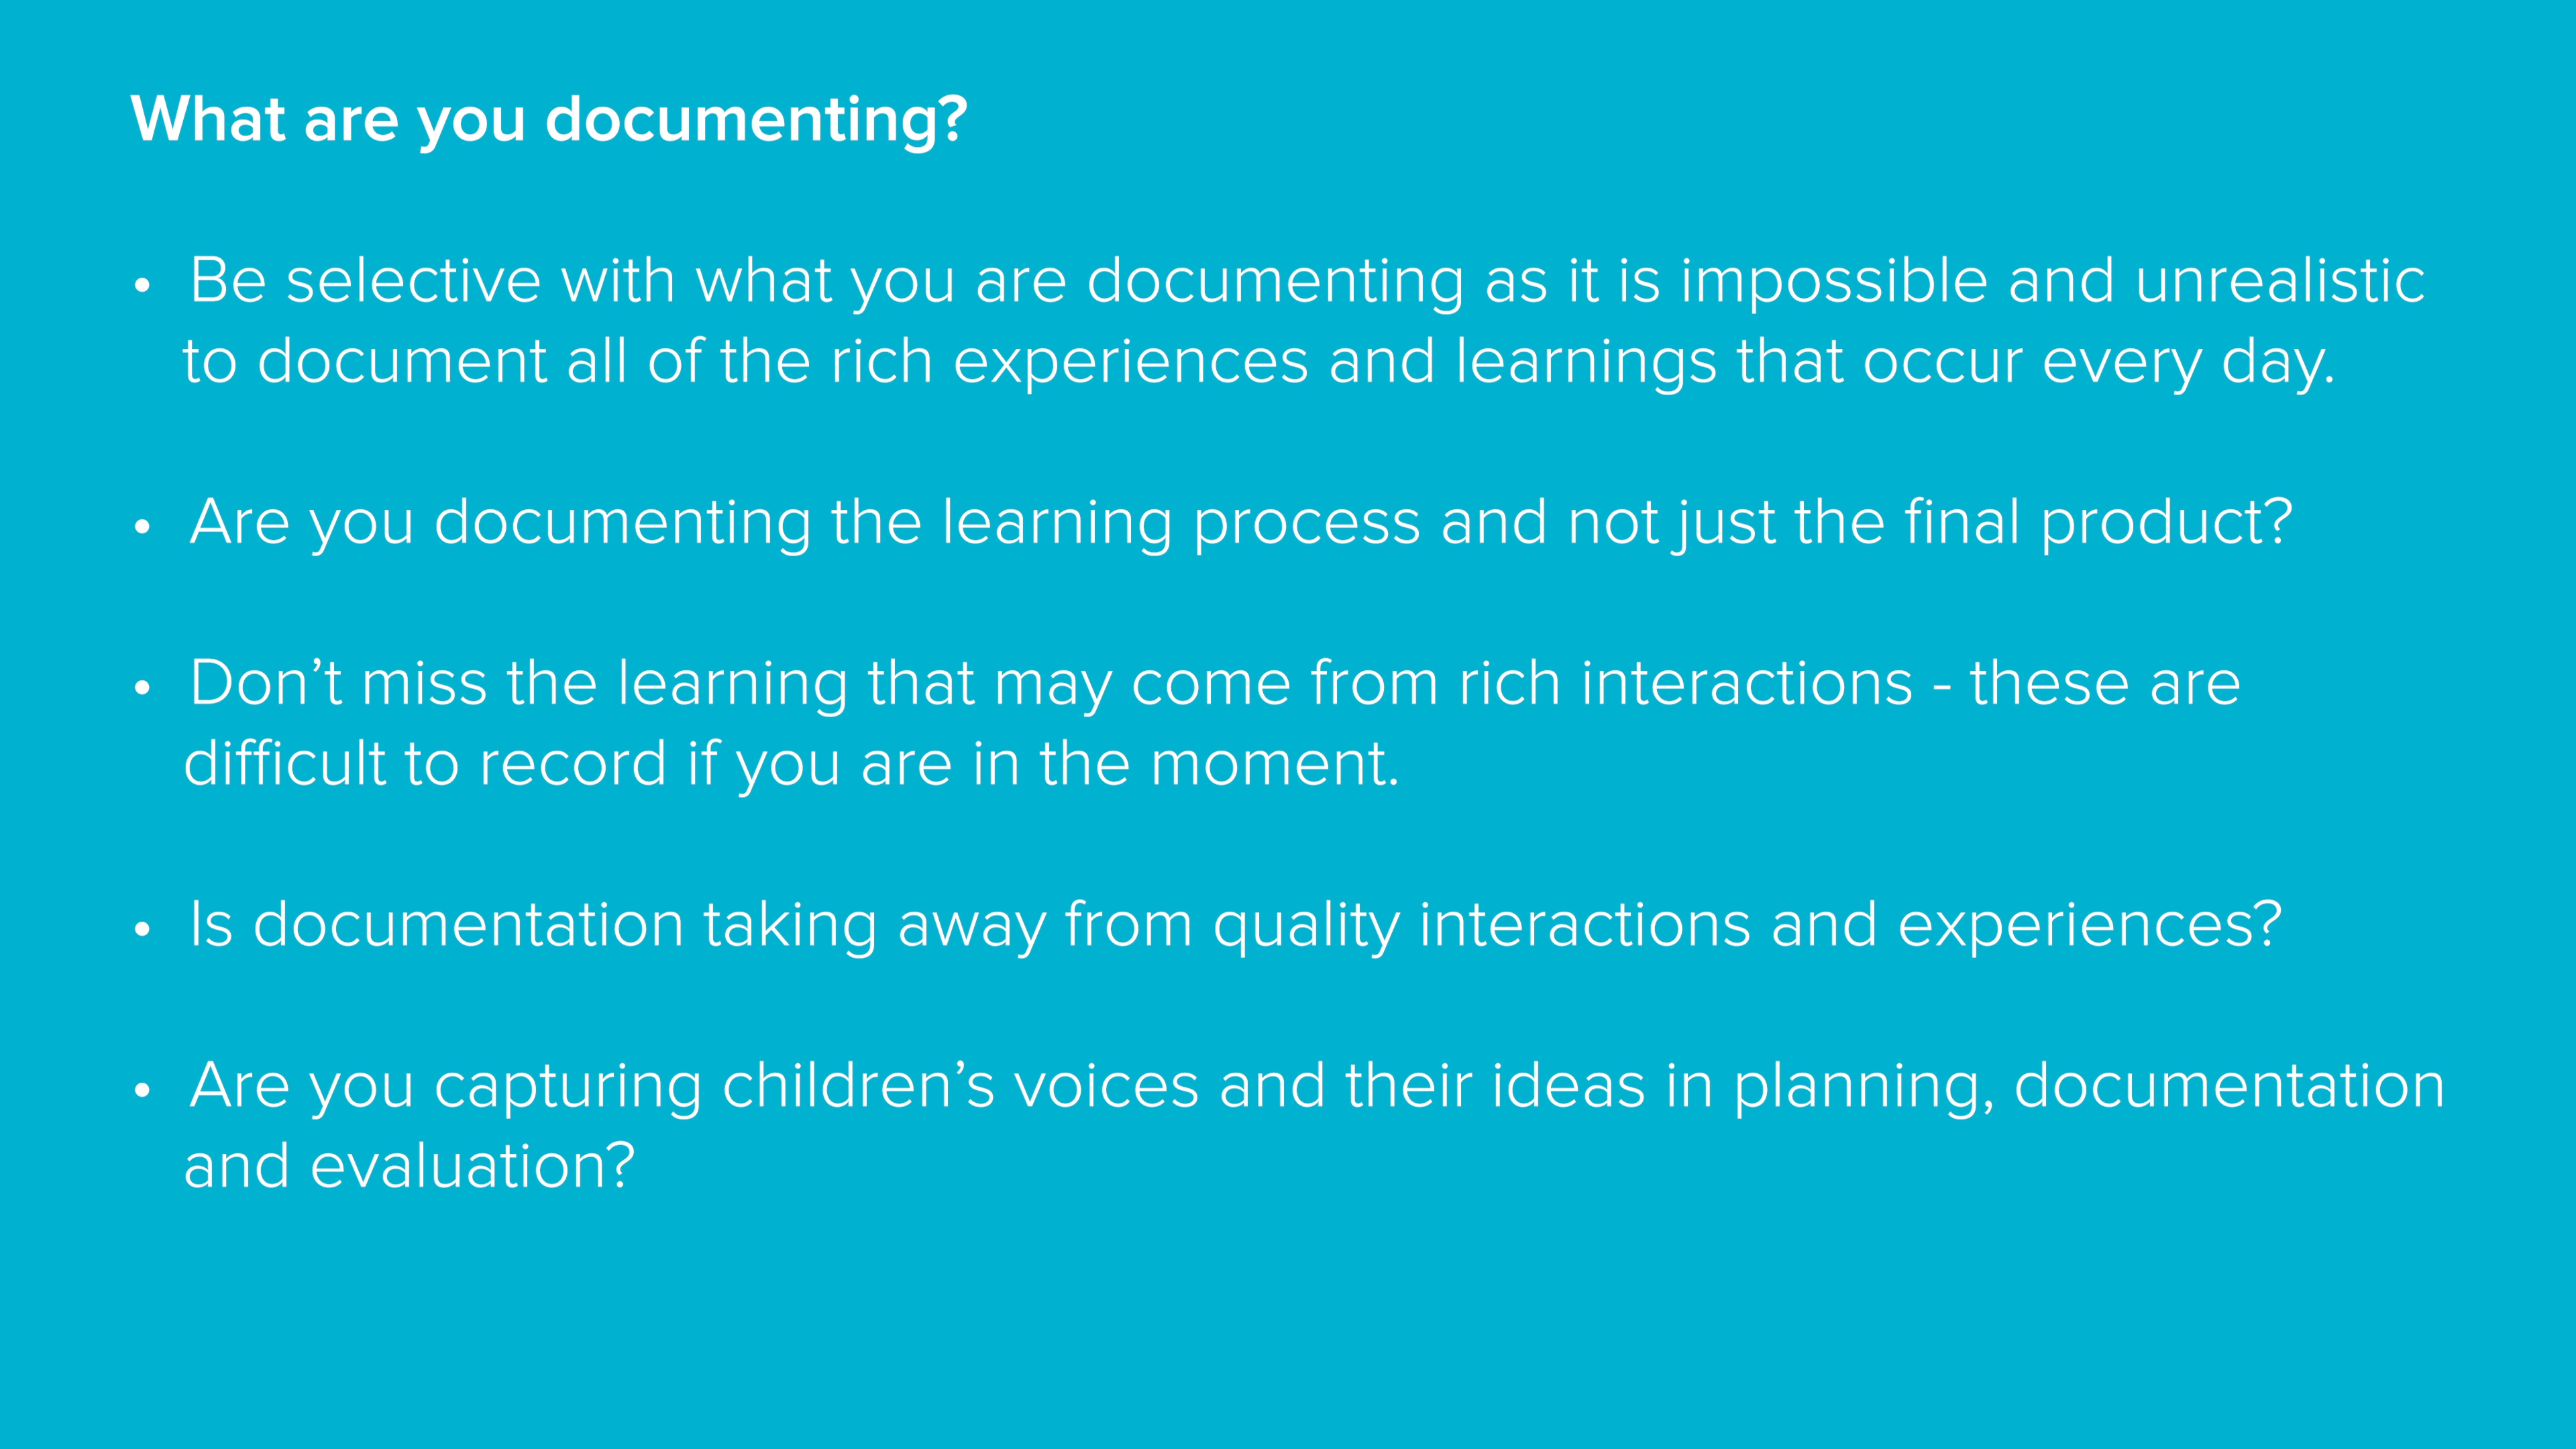 What are you documenting?
• Be selective with what you are documenting as it is impossible and unrealistic
to document all of the rich experiences and learnings that occur every day.
• Are you documenting the learning process and not just the final product?
• Don’t miss the learning that may come from rich interactions - these are
difficult to record if you are in the moment.
• Is documentation taking away from quality interactions and experiences?
• Are you capturing children’s voices and their ideas in planning, documentation
and evaluation?